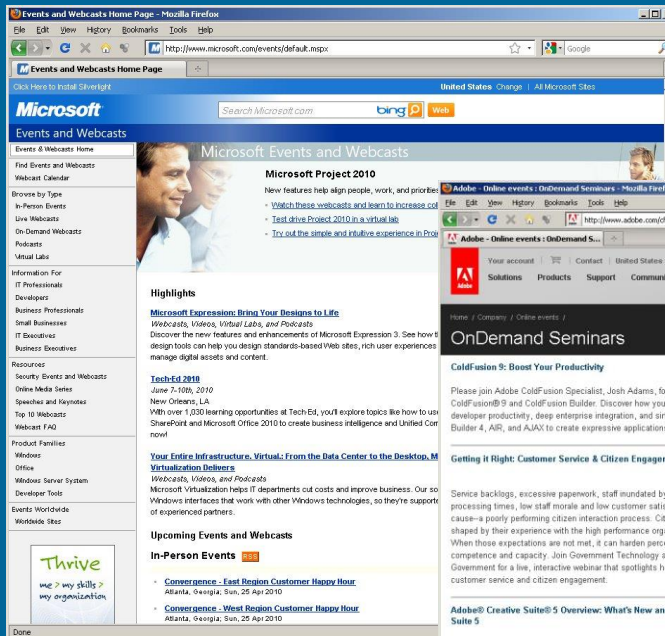 Events and Webcasts Home Page - Mozilla Firefox
File Edit View History Bookmarks Tools Help
http://www.microsoft.com/events/default.mspx
Google
Events and Webcasts Home Page
Click Here to Install Silverlight
United States Change | All Microsoft Sites
Microsoft
Search Microsoft.com
bing
Web
Events and Webcasts
Events & Webcasts Home
Find Events and Webcasts
Webcast Calendar
Browse by Type
In-Person Events
Live Webcasts
On-Demand Webcasts
Podcasts
Virtual Labs
Information For
IT Professionals
Developers
Business Professionals
Small Businesses
IT Executives
Business Executives
Resources
Security Events and Webcasts
Online Media Series
Speeches and Keynotes
Top 10 Webcasts
Webcast FAQ
Product Families
Windows
Office
Windows Server System
Developer Tools
Events Worldwide
Worldwide Sites
Thrive
me > my skills >
my organization
Done
Microsoft Events and Webcasts
Microsoft Project 2010
New features help align people, work, and priorities
Watch these webcasts and learn to increase
Test drive Project 2010 in a virtual lab
Try out the simple and intuitive experience in
Highlights
Microsoft Expression: Bring Your Designs to Life
Webcasts, Videos, Virtual Labs, and Podcasts
Discover the new features and enhancements of Microsoft Expression 3. See how
design tools can help you design standards-based Web sites, rich user experiences
manage digital assets and content.
Tech·Ed 2010
June 7-10th, 2010
New Orleans, LA
With over 1,030 learning opportunities at Tech·Ed, you'll explore topics like how to
SharePoint and Microsoft Office 2010 to create business intelligence and Unified
now!
Your Entire Infrastructure. Virtual.: From the Data Center to the Desktop,
Virtualization Delivers
Webcasts, Videos, and Podcasts
Microsoft Virtualization helps IT departments cut costs and improve business. Our
Windows interfaces that work with other Windows technologies, so they're
of experienced partners.
Upcoming Events and Webcasts
In-Person Events RSS
Convergence - East Region Customer Happy Hour
Atlanta, Georgia; Sun, 25 Apr 2010
Convergence - West Region Customer Happy Hour
Atlanta, Georgia; Sun, 25 Apr 2010
Adobe - Online events : OnDemand Seminars - Mozilla
File Edit View History Bookmarks Tools Help
http://www.adobe.com/
Adobe - Online events : OnDemand S...
Adobe
Your account | Contact | United States
Solutions Products Support
Home / Company / Online events /
OnDemand Seminars
ColdFusion 9: Boost Your Productivity
Please join Adobe ColdFusion Specialist, Josh Adams,
ColdFusion® 9 and ColdFusion Builder. Discover how
developer productivity, deep enterprise integration, and
Builder 4, AIR, and AJAX to create expressive
Getting it Right: Customer Service & Citizen
Service backlogs, excessive paperwork, staff inundated by
processing times, low staff morale and low customer
cause–a poorly performing citizen interaction process.
shaped by their experience with the high performance
When those expectations are not met, it can harden
competence and capacity. Join Government Technology
Government for a live, interactive webinar that spotlights
customer service and citizen engagement.
Adobe® Creative Suite® 5 Overview: What's New
Suite 5